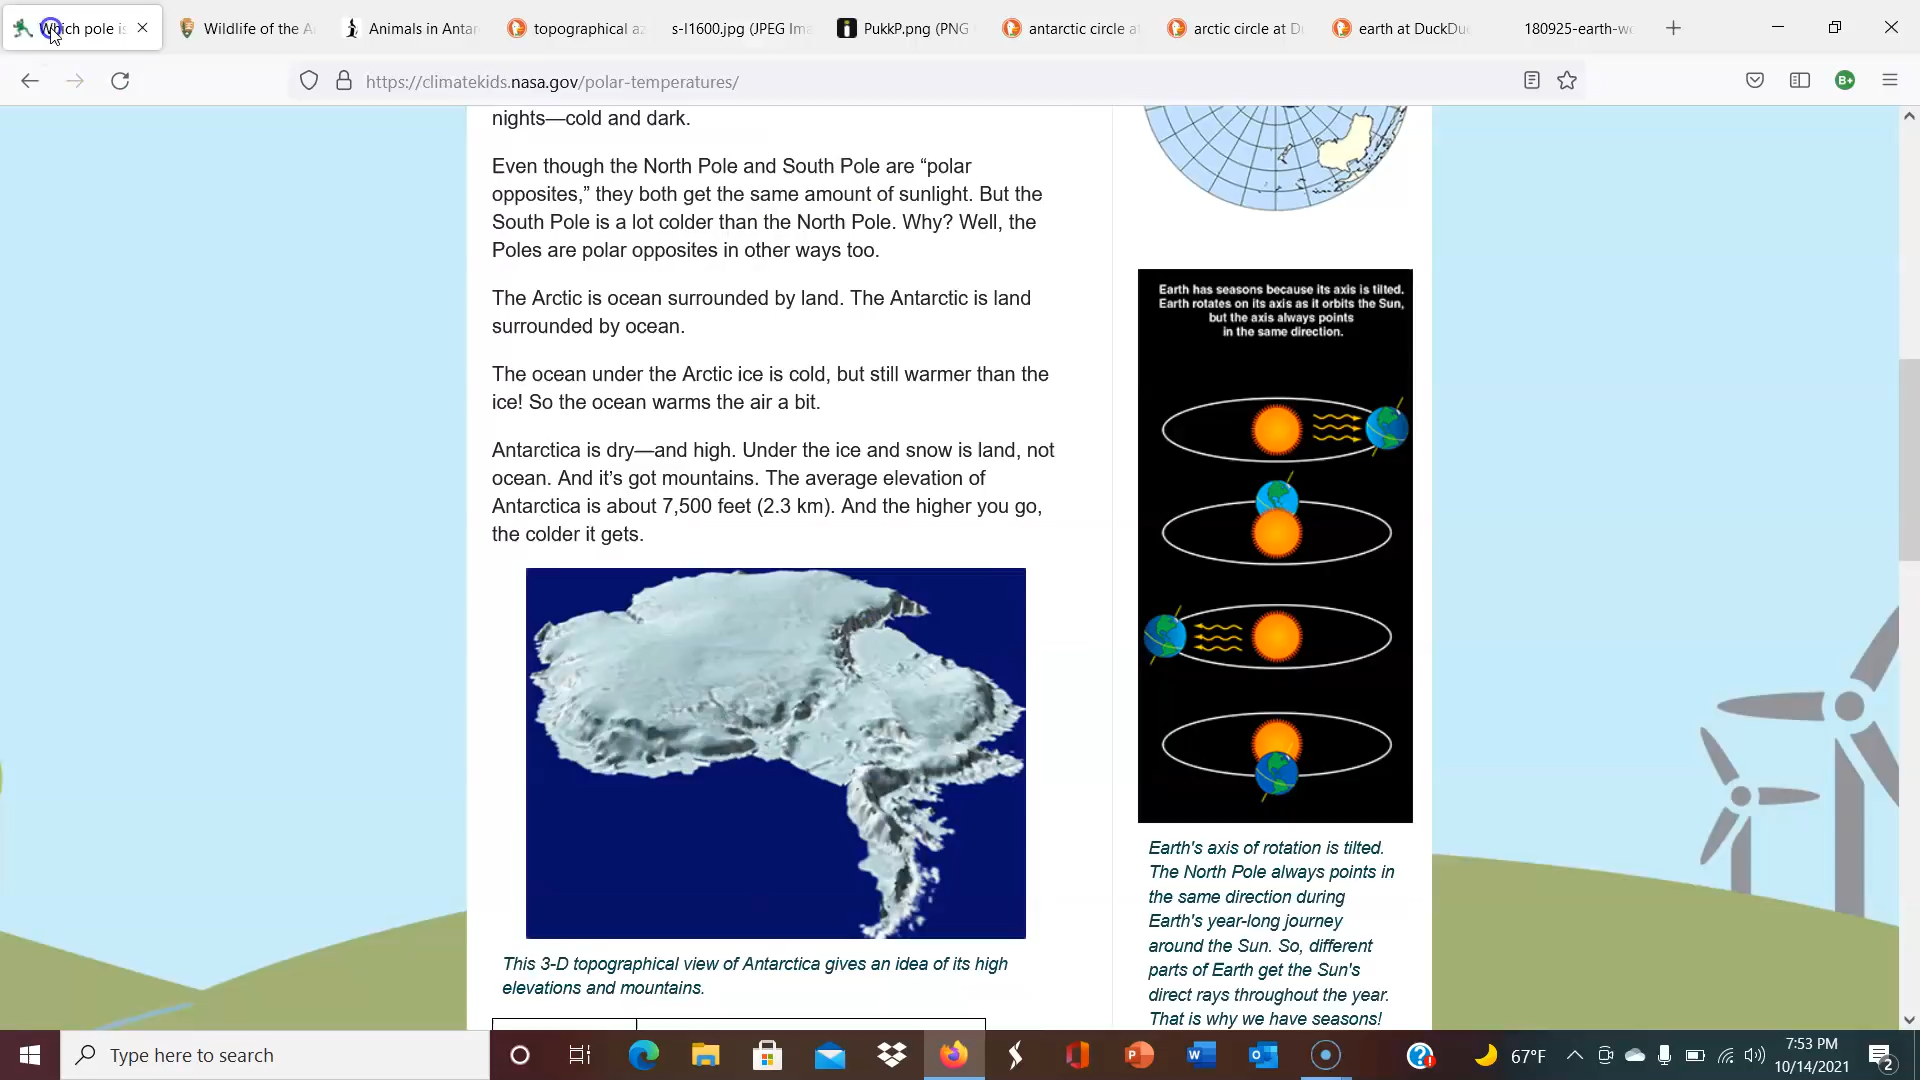 Which pole is
Wildlife of the A
Animals in Antar
topographical az
s-l1600.jpg (JPEG Ima
PukkP.png (PNG
antarctic circle at
arctic circle at D
earth at DuckDu
180925-earth-we
https://climatekids.nasa.gov/polar-temperatures/
nights—cold and dark.
Even though the North Pole and South Pole are “polar
opposites,” they both get the same amount of sunlight. But the
South Pole is a lot colder than the North Pole. Why? Well, the
Poles are polar opposites in other ways too.
The Arctic is ocean surrounded by land. The Antarctic is land
surrounded by ocean.
The ocean under the Arctic ice is cold, but still warmer than the
ice! So the ocean warms the air a bit.
Antarctica is dry—and high. Under the ice and snow is land, not
ocean. And it’s got mountains. The average elevation of
Antarctica is about 7,500 feet (2.3 km). And the higher you go,
the colder it gets.
This 3-D topographical view of Antarctica gives an idea of its high
elevations and mountains.
Earth has seasons because its axis is tilted.
Earth rotates on its axis as it orbits the Sun,
but the axis always points
in the same direction.
Earth's axis of rotation is tilted.
The North Pole always points in
the same direction during
Earth's year-long journey
around the Sun. So, different
parts of Earth get the Sun's
direct rays throughout the year.
That is why we have seasons!
Type here to search
67°F
7:53 PM
10/14/2021
2